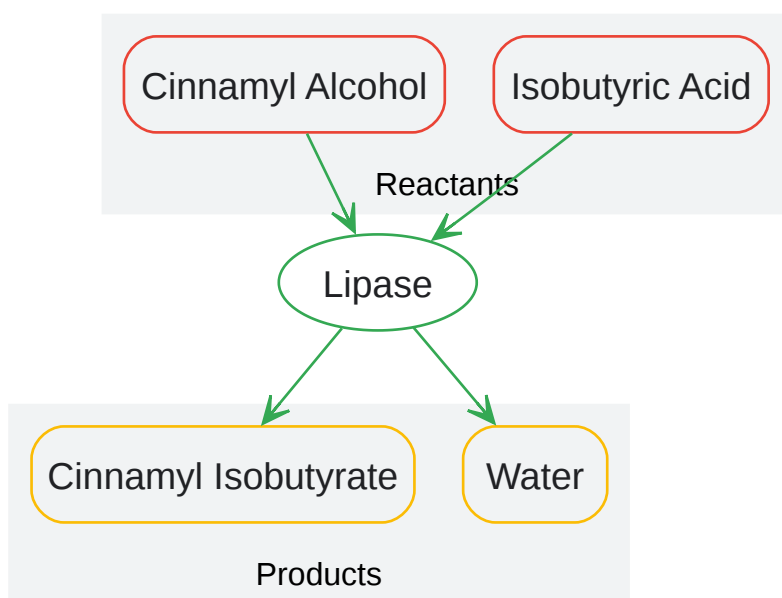 Cinnamyl Alcohol
Isobutyric Acid
Reactants
Lipase
Cinnamyl Isobutyrate
Water
Products